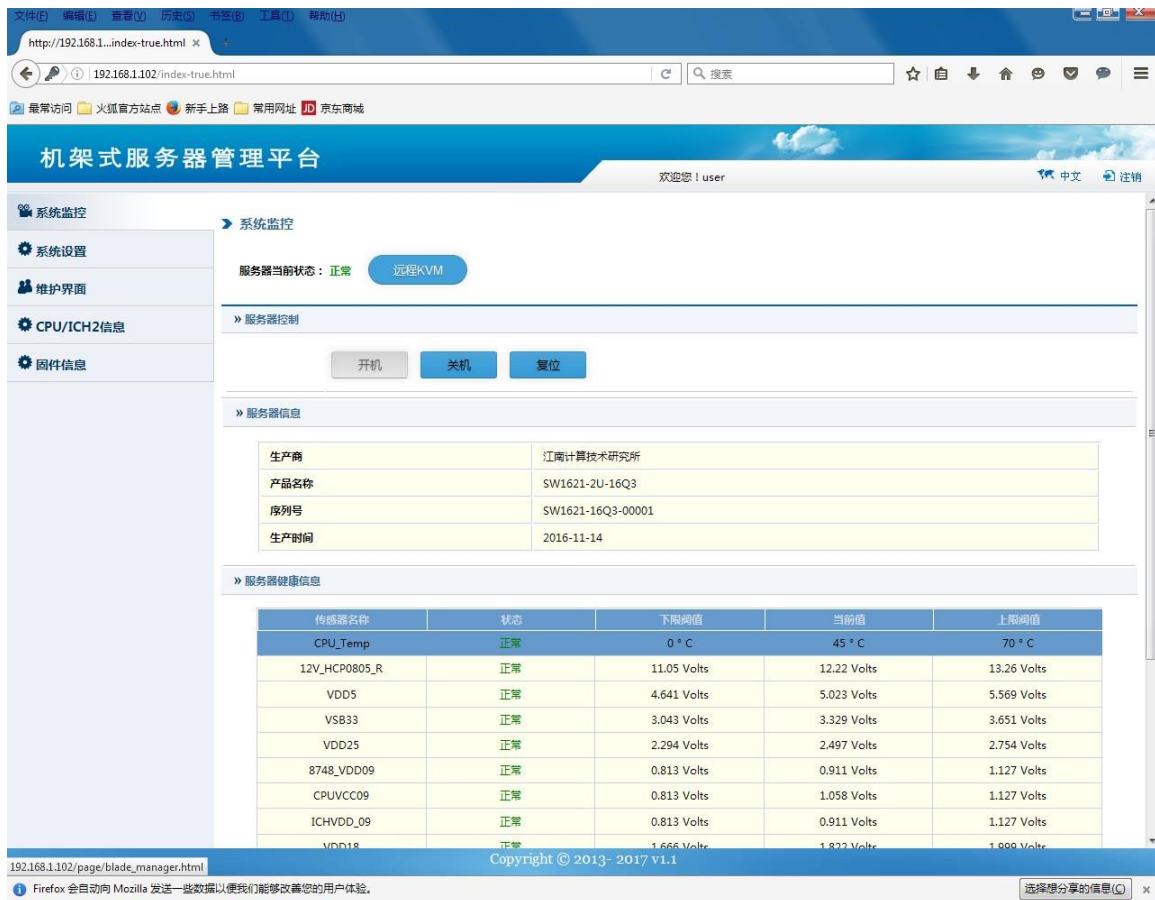 文件(F) 编辑(E) 查看(V) 历史(S) 书签(B) 工具(T) 帮助(H)
http://192.168.1...index-true.html
192.168.1.102/index-true.html 搜索
最常访问 火狐官方站点 新手上路 常用网址 JD 京东商城
机架式服务器管理平台
欢迎您！user 中文 注销
系统监控
系统设置
维护界面
CPU/ICH2信息
固件信息
系统监控
服务器当前状态： 正常 远程KVM
服务器控制
开机 关机 复位
服务器信息
生产商 江南计算技术研究所
产品名称 SW1621-2U-16Q3
序列号 SW1621-16Q3-00001
生产时间 2016-11-14
服务器健康信息
传感器名称 状态 下限阀值 当前值 上限阀值
CPU_Temp 正常 0 ° C 45 ° C 70 ° C
12V_HCP0805_R 正常 11.05 Volts 12.22 Volts 13.26 Volts
VDD5 正常 4.641 Volts 5.023 Volts 5.569 Volts
VSB33 正常 3.043 Volts 3.329 Volts 3.651 Volts
VDD25 正常 2.294 Volts 2.497 Volts 2.754 Volts
8748_VDD09 正常 0.813 Volts 0.911 Volts 1.127 Volts
CPUVCC09 正常 0.813 Volts 1.058 Volts 1.127 Volts
ICHVDD_09 正常 0.813 Volts 0.911 Volts 1.127 Volts
VDD18 正常 1.666 Volts 1.822 Volts 1.999 Volts
Copyright © 2013- 2017 v1.1
192.168.1.102/page/blade_manager.html
Firefox 会自动向 Mozilla 发送一些数据以便我们能够改善您的用户体验。 选择想分享的信息(C)